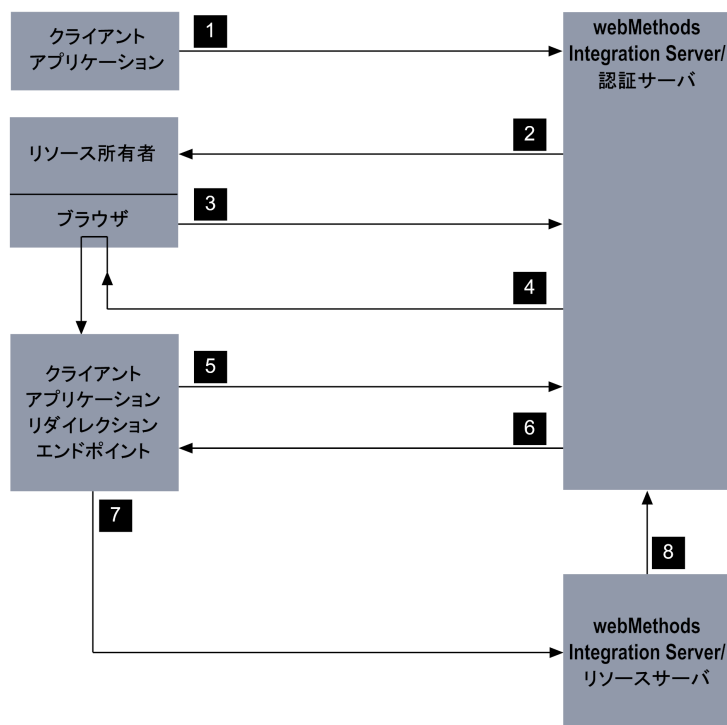 クライアント
アプリケーション
1
webMethods
Integration Server/
認証サーバ
2
リソース所有者
3
ブラウザ
4
クライアント
アプリケーション
リダイレクション
エンドポイント
5
6
7
8
webMethods
Integration Server/
リソースサーバ